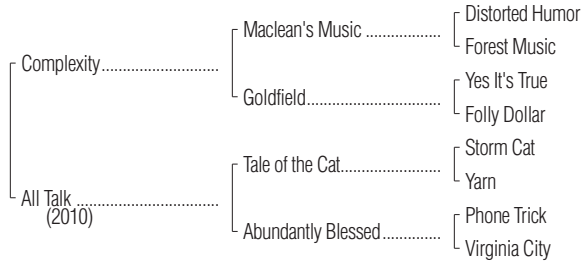 Distorted Humor
Maclean's Music
Forest Music
Complexity
Yes It's True
Goldfield
Folly Dollar
Storm Cat
Tale of the Cat
Yarn
All Talk
(2010)
Phone Trick
Abundantly Blessed
Virginia City